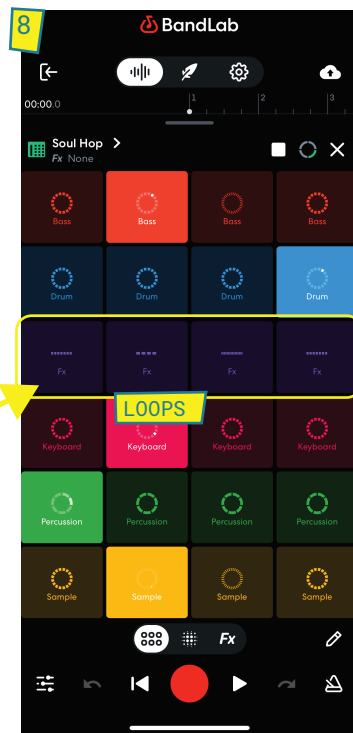 8
BandLab
00:00.0
1 2 3
Soul Hop
Fx None
Bass Bass Bass Bass
Drum Drum Drum Drum
Fx Fx Fx Fx
LOOPS
Keyboard Keyboard Keyboard Keyboard
Percussion Percussion Percussion Percussion
Sample Sample Sample Sample
Fx